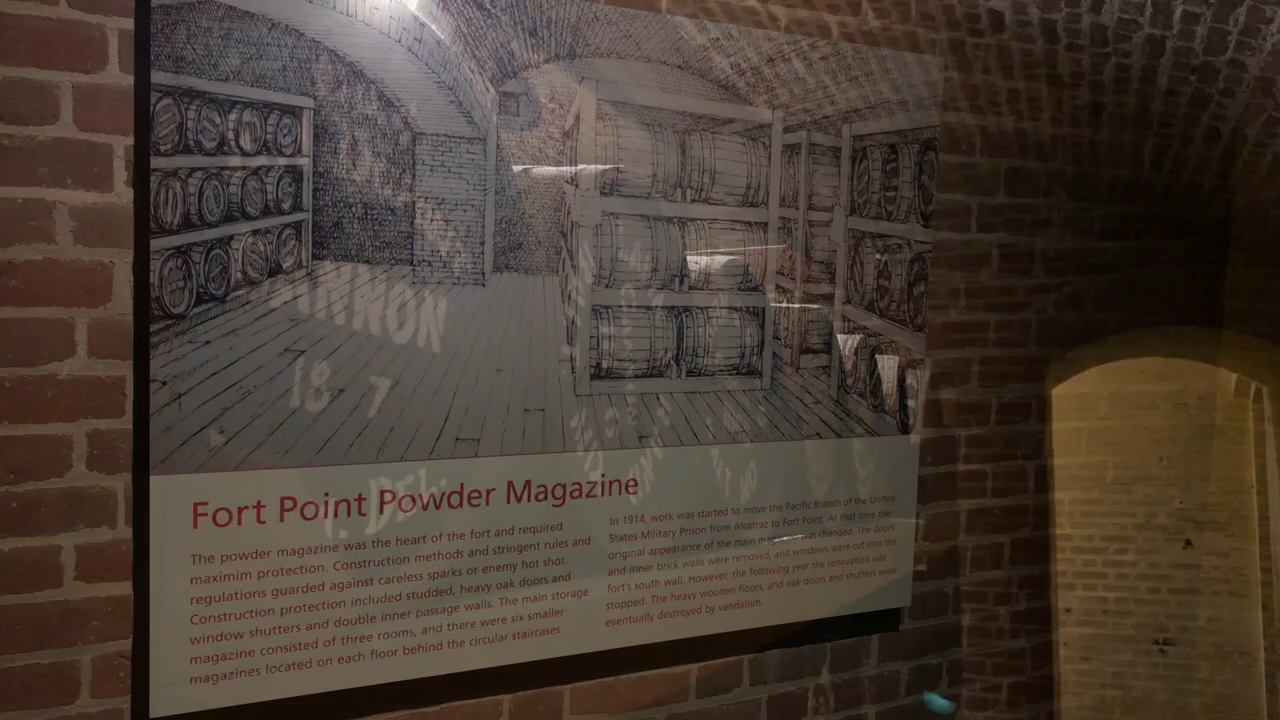 ANNON
18 7
Fort Point Powder Magazine
The powder magazine was the heart of the fort and required
maximim protection. Construction methods and stringent rules and
regulations guarded against careless sparks or enemy hot shot.
Construction protection included studded, heavy oak doors and
window shutters and double inner passage walls. The main storage
magazine consisted of three rooms, and there were six smaller
magazines located on each floor behind the circular staircases.
In 1914, work was started to move the Pacific Branch of the United
States Military Prison from Alcatraz to Fort Point. At that time the
original appearance of the main magazine was changed. The doors
and inner brick walls were removed, and windows were cut into the
fort's south wall. However, the following year the renovation was
stopped. The heavy wooden floors, and oak doors and shutters were
eventually destroyed by vandalism.